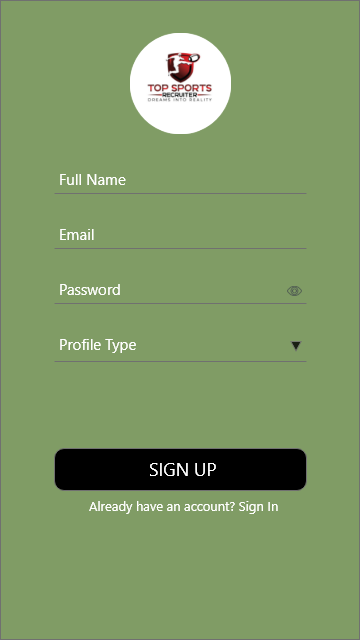 TOP SPORTS
RECRUITER
DREAMS INTO REALITY
Full Name
Email
Password
Profile Type
SIGN UP
Already have an account? Sign In